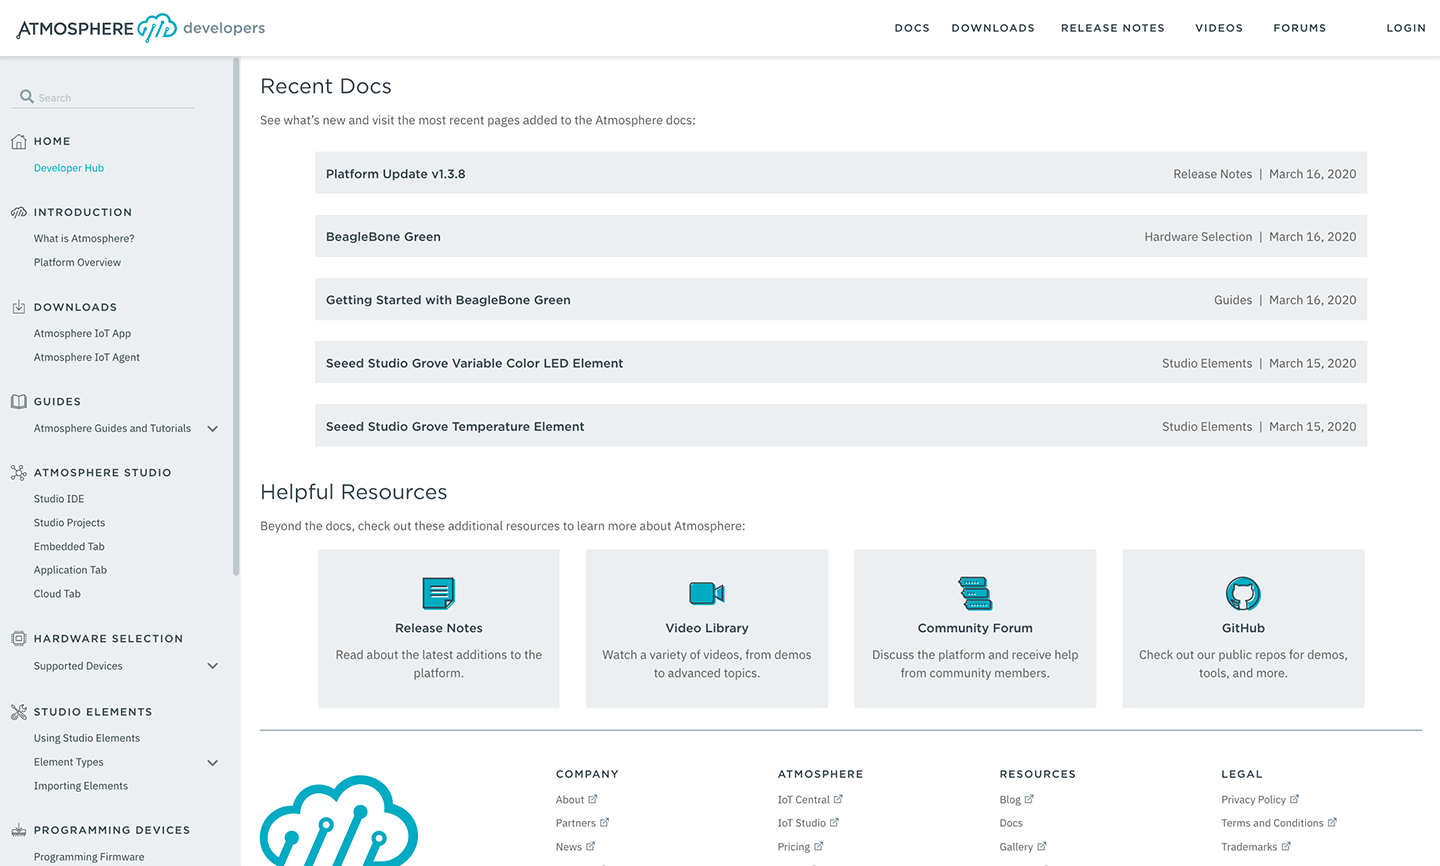 ATMOSPHERE developers
DOCS
DOWNLOADS
RELEASE NOTES
VIDEOS
FORUMS
LOGIN
Search
HOME
Developer Hub
INTRODUCTION
What is Atmosphere?
Platform Overview
DOWNLOADS
Atmosphere IoT App
Atmosphere IoT Agent
GUIDES
Atmosphere Guides and Tutorials
ATMOSPHERE STUDIO
Studio IDE
Studio Projects
Embedded Tab
Application Tab
Cloud Tab
HARDWARE SELECTION
Supported Devices
STUDIO ELEMENTS
Using Studio Elements
Element Types
Importing Elements
PROGRAMMING DEVICES
Programming Firmware
Recent Docs
See what's new and visit the most recent pages added to the Atmosphere docs:
Platform Update v1.3.8 Release Notes | March 16, 2020
BeagleBone Green Hardware Selection | March 16, 2020
Getting Started with BeagleBone Green Guides | March 16, 2020
Seeed Studio Grove Variable Color LED Element Studio Elements | March 15, 2020
Seeed Studio Grove Temperature Element Studio Elements | March 15, 2020
Helpful Resources
Beyond the docs, check out these additional resources to learn more about Atmosphere:
Release Notes
Read about the latest additions to the
platform.
Video Library
Watch a variety of videos, from demos
to advanced topics.
Community Forum
Discuss the platform and receive help
from community members.
GitHub
Check out our public repos for demos,
tools, and more.
COMPANY
About
Partners
News
ATMOSPHERE
IoT Central
IoT Studio
Pricing
RESOURCES
Blog
Docs
Gallery
LEGAL
Privacy Policy
Terms and Conditions
Trademarks